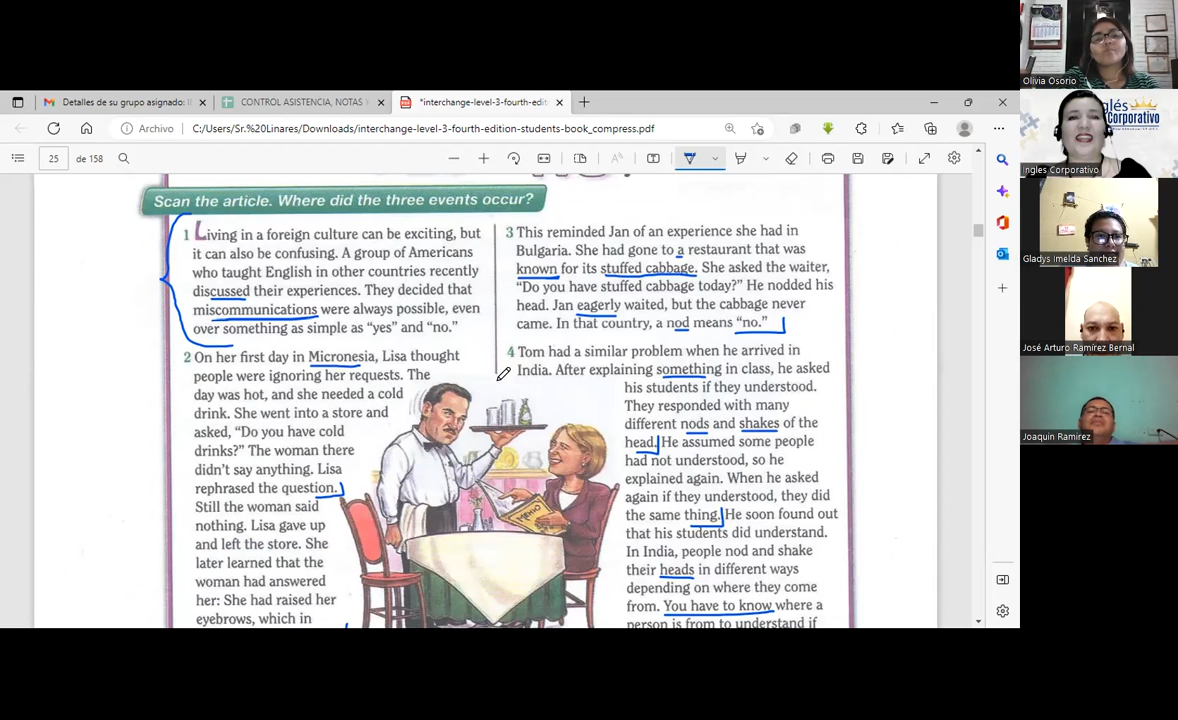 Detalles de su grupo asignado: II
CONTROL ASISTENCIA, NOTAS Y
*interchange-level-3-fourth-editi
Archivo
C:/Users/Sr.%20Linares/Downloads/interchange-level-3-fourth-edition-students-book_compress.pdf
25 de 158
Scan the article. Where did the three events occur?
1 Living in a foreign culture can be exciting, but
it can also be confusing. A group of Americans
who taught English in other countries recently
discussed their experiences. They decided that
miscommunications were always possible, even
over something as simple as “yes” and “no.”
2 On her first day in Micronesia, Lisa thought
people were ignoring her requests. The
day was hot, and she needed a cold
drink. She went into a store and
asked, “Do you have cold
drinks?” The woman there
didn’t say anything. Lisa
rephrased the question.
Still the woman said
nothing. Lisa gave up
and left the store. She
later learned that the
woman had answered
her: She had raised her
eyebrows, which in
MENU
3 This reminded Jan of an experience she had in
Bulgaria. She had gone to a restaurant that was
known for its stuffed cabbage. She asked the waiter,
“Do you have stuffed cabbage today?” He nodded his
head. Jan eagerly waited, but the cabbage never
came. In that country, a nod means “no.”
4 Tom had a similar problem when he arrived in
India. After explaining something in class, he asked
his students if they understood.
They responded with many
different nods and shakes of the
head. He assumed some people
had not understood, so he
explained again. When he asked
again if they understood, they did
the same thing. He soon found out
that his students did understand.
In India, people nod and shake
their heads in different ways
depending on where they come
from. You have to know where a
person is from to understand if
Olivia Osorio
nglés
Corporativo
Ingles Corporativo
Gladys Imelda Sanchez
José Arturo Ramírez Bernal
Joaquin Ramirez